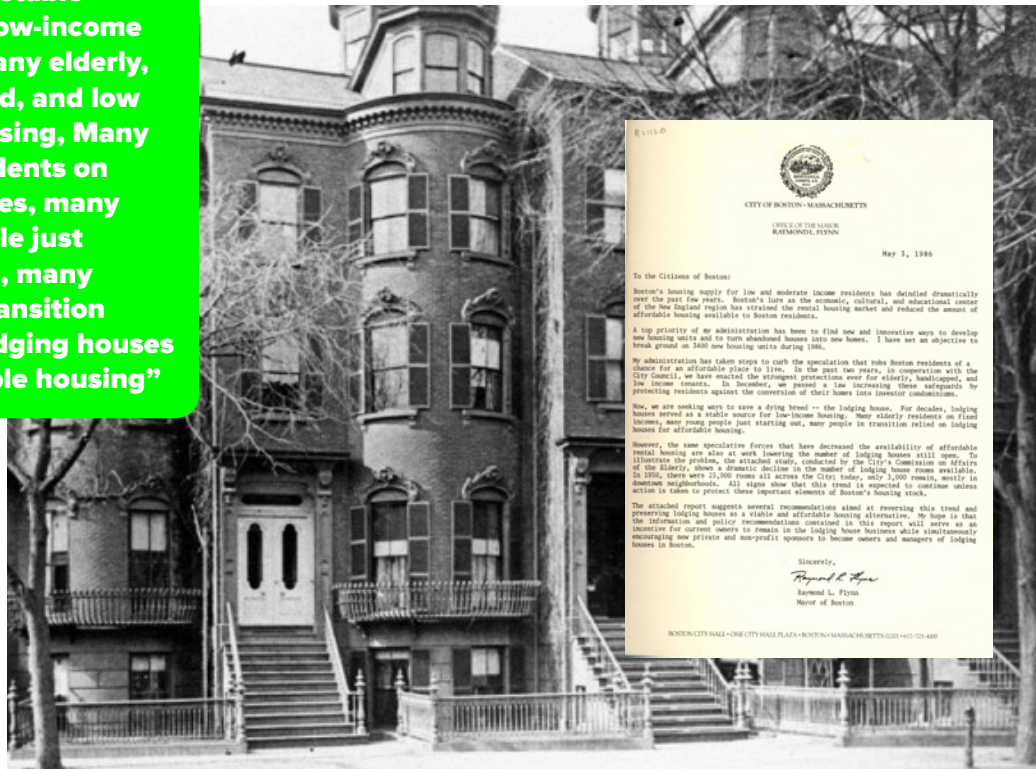 ow-income
any elderly,
d, and low
sing, Many
dents on
es, many
le just
, many
ansition
dging houses
ble housing”
CITY OF BOSTON • MASSACHUSETTS
OFFICE OF THE MAYOR
RAYMOND L. FLYNN
May 3, 1986
To the Citizens of Boston:
Boston's housing supply for low and moderate income residents has dwindled dramatically
over the past few years. Boston's lure as the economic, cultural, and educational center
of the New England region has strained the rental housing market and reduced the amount of
affordable housing available to Boston residents.
A top priority of my administration has been to find new and innovative ways to develop
new housing units and to turn abandoned houses into new homes. I have set an objective to
break ground on 3400 new housing units during 1986.
My administration has taken steps to curb the speculation that robs Boston residents of a
chance for an affordable place to live. In the past two years, in cooperation with the
City Council, we have enacted the strongest protections ever for elderly, handicapped, and
low income tenants. In December, we passed a law increasing these safeguards by
protecting residents against the conversion of their homes into investor condominiums.
Now, we are seeking ways to save a dying breed -- the lodging house. For decades, lodging
houses served as a stable source for low-income housing. Many elderly residents on fixed
incomes, many young people just starting out, many people in transition relied on lodging
houses for affordable housing.
However, the same speculative forces that have decreased the availability of affordable
rental housing are also at work lowering the number of lodging houses still open. To
illustrate the problem, the attached study, conducted by the City's Commission on Affairs
of the Elderly, shows a dramatic decline in the number of lodging house rooms available.
In 1950, there were 25,000 rooms all across the City; today, only 3,000 remain, mostly in
downtown neighborhoods. All signs show that this trend is expected to continue unless
action is taken to protect these important elements of Boston's housing stock.
The attached report suggests several recommendations aimed at reversing this trend and
preserving lodging houses as a viable and affordable housing alternative. My hope is that
the information and policy recommendations contained in this report will serve as an
incentive for current owners to remain in the lodging house business while simultaneously
encouraging new private and non-profit sponsors to become owners and managers of lodging
houses in Boston.
Sincerely,
Raymond L. Flynn
Raymond L. Flynn
Mayor of Boston
BOSTON CITY HALL • ONE CITY HALL PLAZA • BOSTON • MASSACHUSETTS 02201 • 617/725-4000